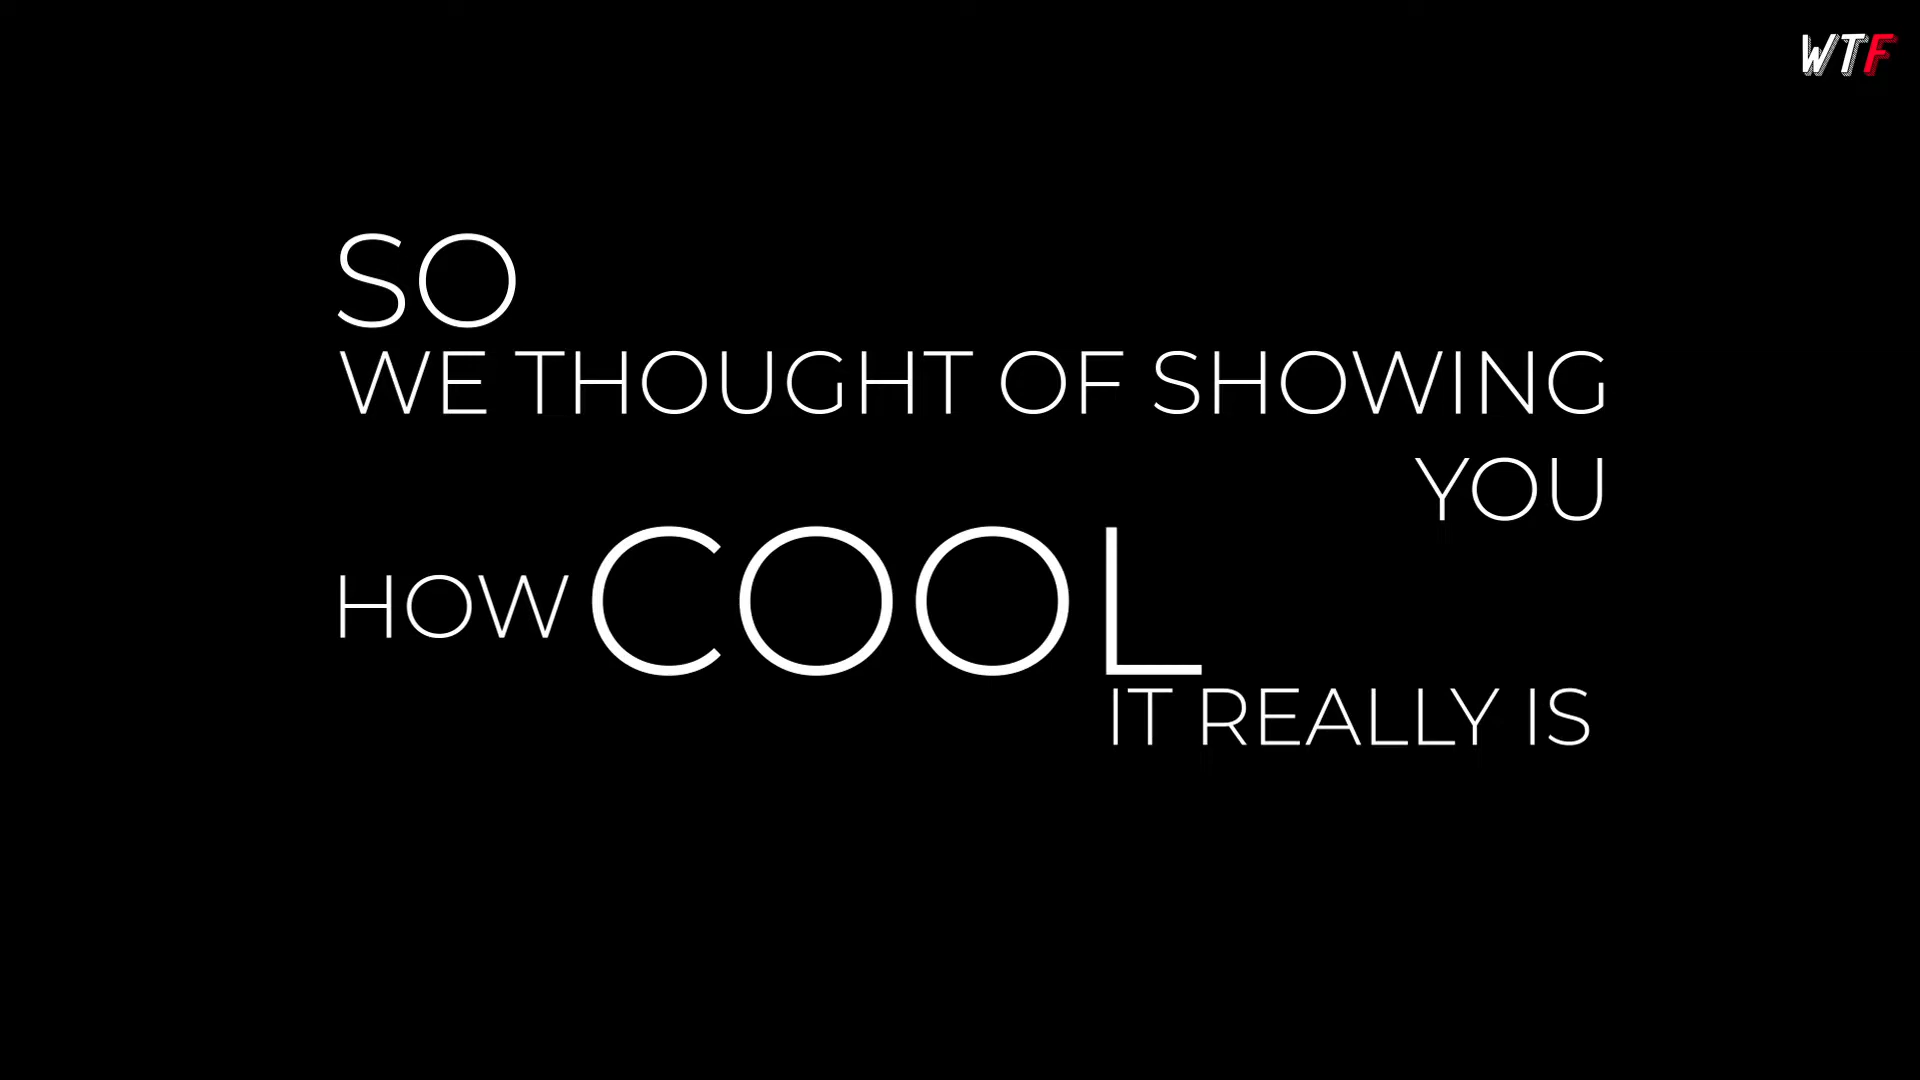 WTF
SO
WE THOUGHT OF SHOWING
YOU
HOW COOL
IT REALLY IS